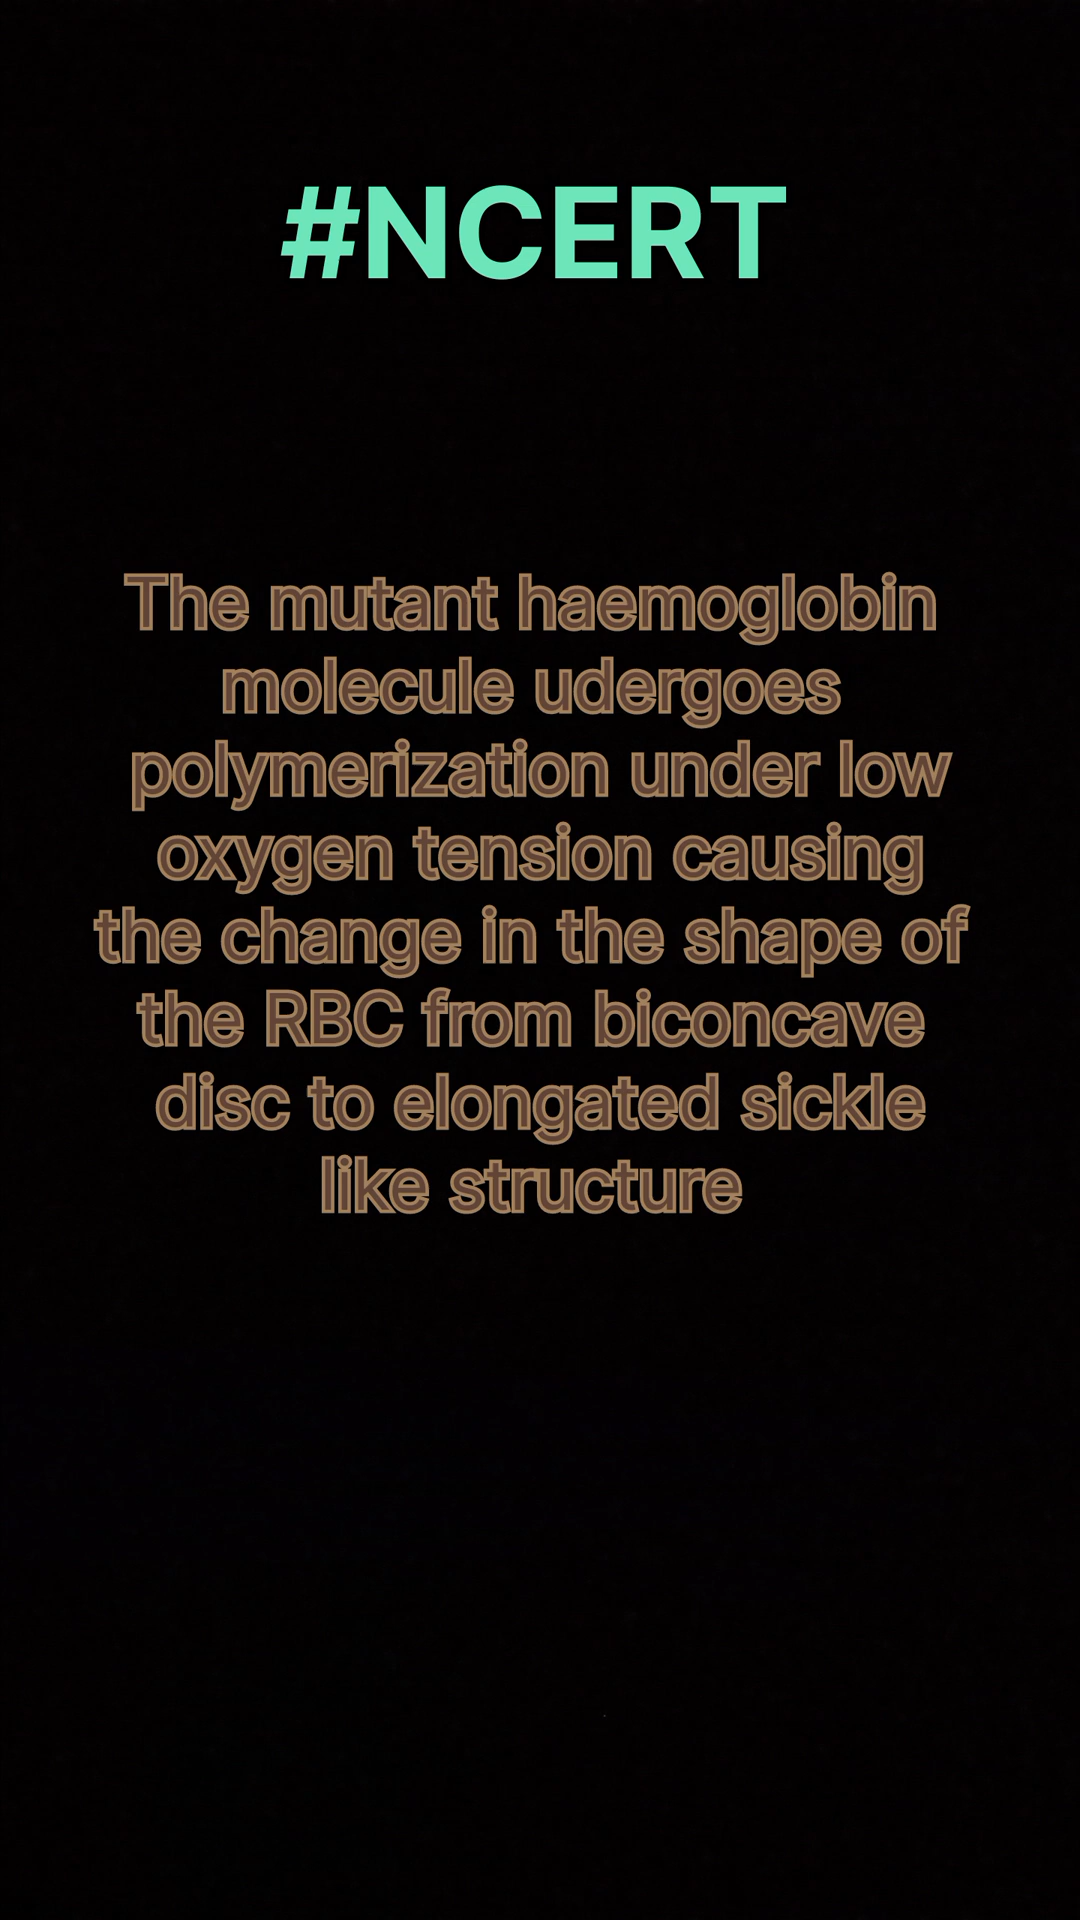 #NCERT
The mutant haemoglobin
molecule udergoes
polymerization under low
oxygen tension causing
the change in the shape of
the RBC from biconcave
disc to elongated sickle
like structure